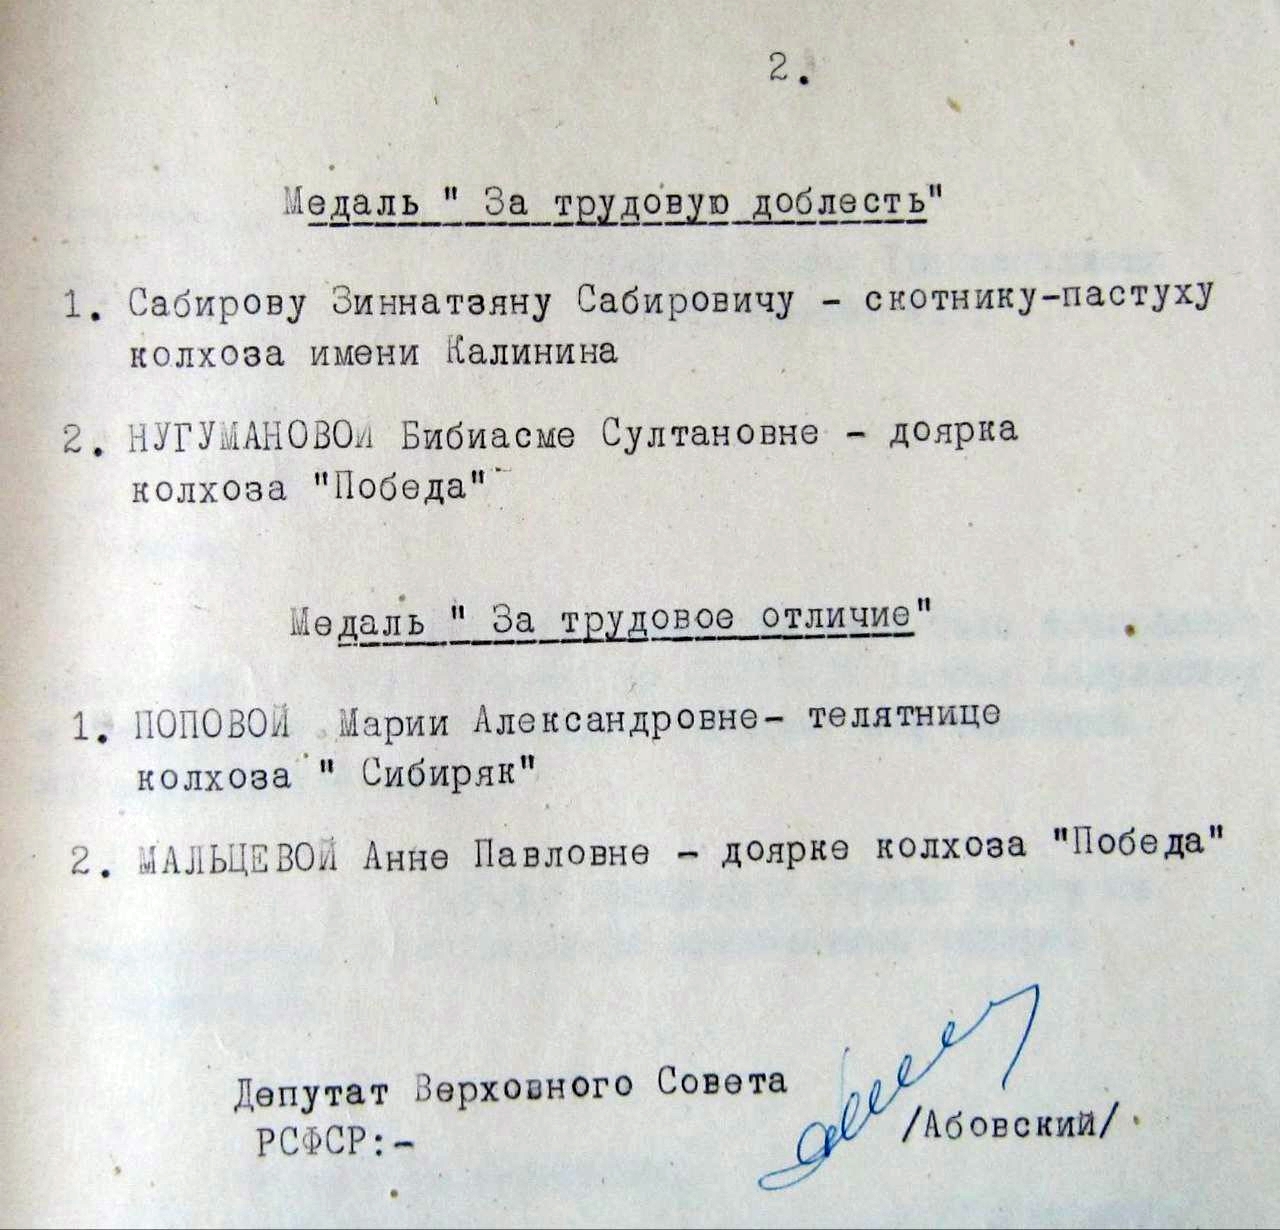 2.
Медаль " За трудовую доблесть"
1. Сабирову Зиннатзяну Сабировичу - скотнику-пастуху
колхоза имени Калинина
2. НУГУМАНОВОЙ Бибиасме Султановне - доярка
колхоза "Победа"
Медаль " За трудовое отличие"
1. ПОПОВОЙ Марии Александровне- телятнице
колхоза " Сибиряк"
2. МАЛЬЦЕВОЙ Анне Павловне - доярке колхоза "Победа"
Депутат Верховного Совета
РСФСР:-
/Абовский/